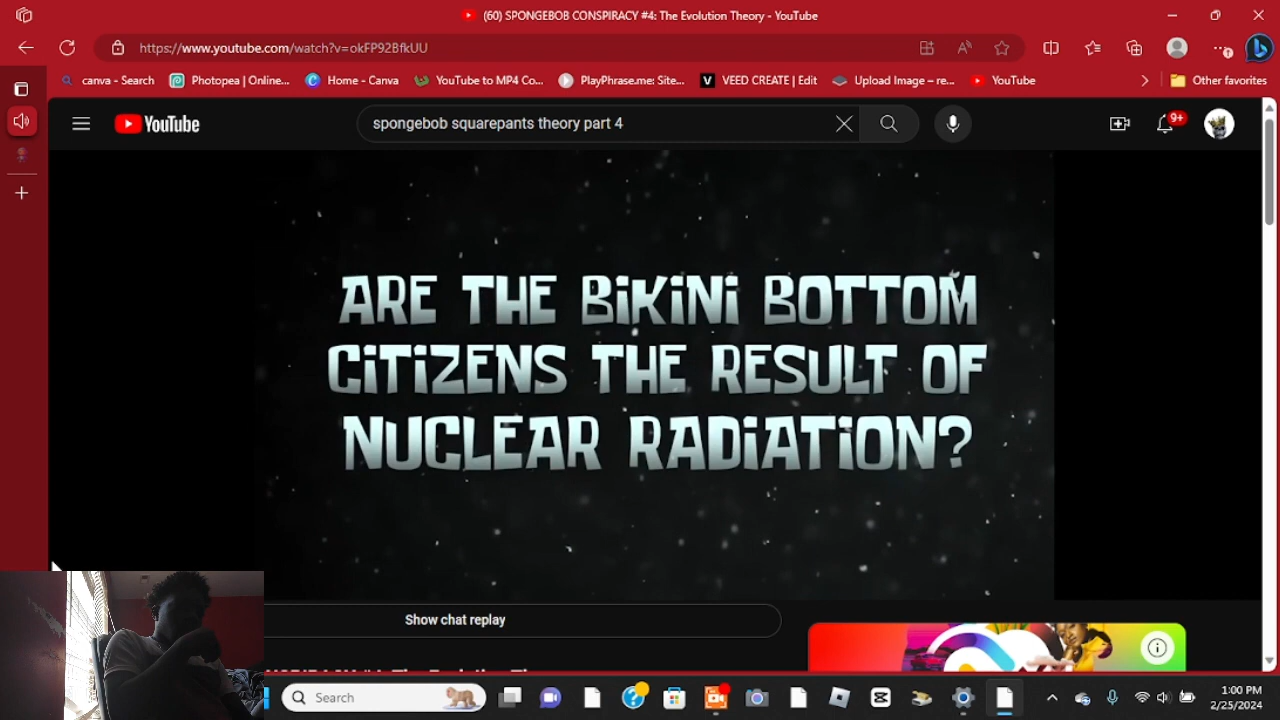 (60) SPONGEBOB CONSPIRACY #4: The Evolution Theory - YouTube
https://www.youtube.com/watch?v=okFP92BfkUU
canva - Search
Photopea | Online...
Home - Canva
YouTube to MP4 Co...
PlayPhrase.me: Site...
VEED CREATE | Edit
Upload Image – re...
YouTube
Other favorites
YouTube
spongebob squarepants theory part 4
9+
ARE THE BiKiNi BOTTOM
CiTiZENS THE RESULT OF
NUCLEAR RADiATiON?
Show chat replay
Search
1:00 PM
2/25/2024